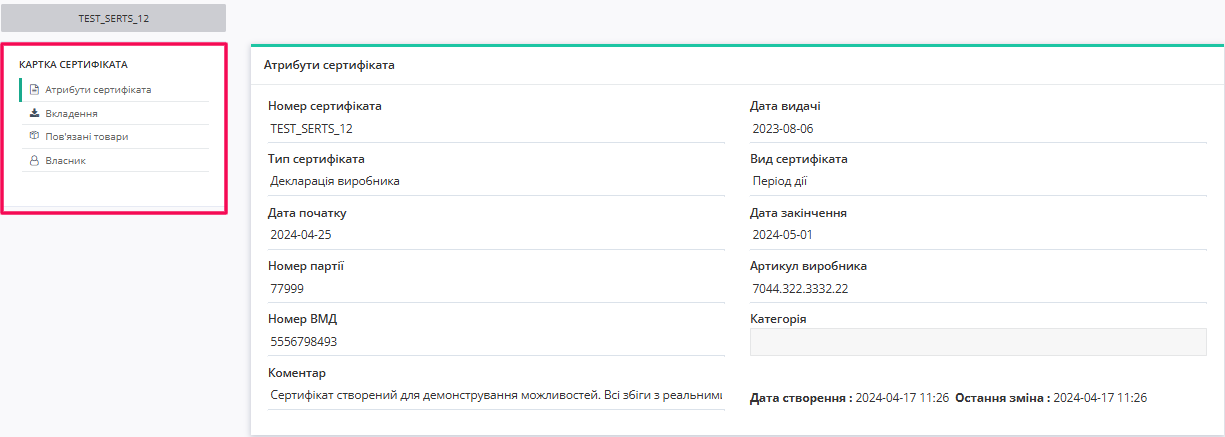 TEST_SERTS_12
КАРТКА СЕРТИФІКАТА
Атрибути сертифіката
Вкладення
Пов'язані товари
Власник
Атрибути сертифіката
Номер сертифіката
TEST_SERTS_12
Дата видачі
2023-08-06
Тип сертифіката
Декларація виробника
Вид сертифіката
Період дії
Дата початку
2024-04-25
Дата закінчення
2024-05-01
Номер партії
77999
Артикул виробника
7044.322.3332.22
Номер ВМД
5556798493
Категорія
Коментар
Сертифікат створений для демонстрування можливостей. Всі збіги з реальними
Дата створення : 2024-04-17 11:26 Остання зміна : 2024-04-17 11:26